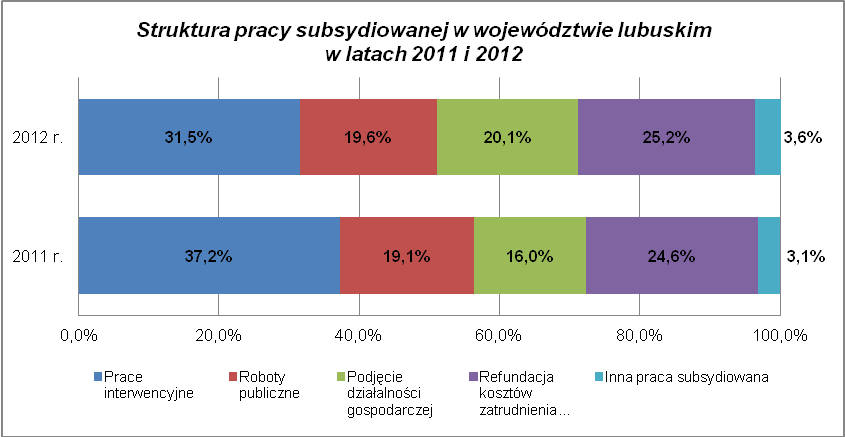 Struktura pracy subsydiowanej w województwie lubuskim
w latach 2011 i 2012
2012 r.
31,5%
19,6%
20,1%
25,2%
3,6%
2011 r.
37,2%
19,1%
16,0%
24,6%
3,1%
0,0%
20,0%
40,0%
60,0%
80,0%
100,0%
Prace
interwencyjne
Roboty
publiczne
Podjęcie
działalności
gospodarczej
Refundacja
kosztów
zatrudnienia...
Inna praca subsydiowana